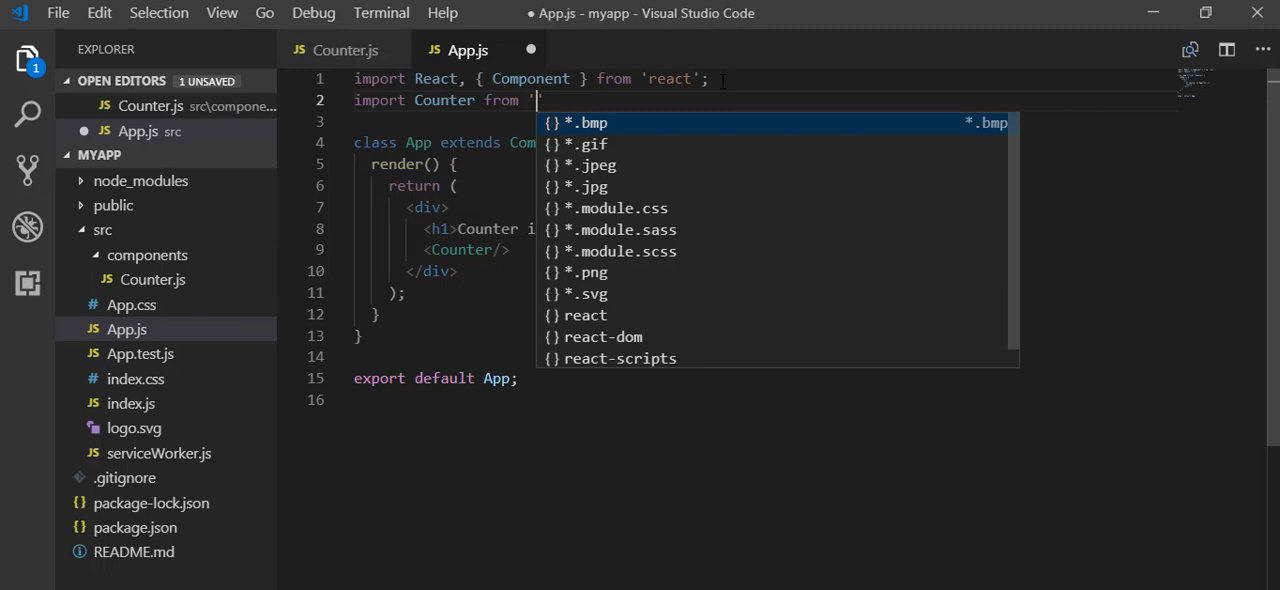 File Edit Selection View Go Debug Terminal Help ● App.js - myapp - Visual Studio Code
EXPLORER
JS Counter.js JS App.js
OPEN EDITORS 1 UNSAVED
JS Counter.js src\compone...
JS App.js src
MYAPP
node_modules
public
src
components
JS Counter.js
# App.css
JS App.js
JS App.test.js
# index.css
JS index.js
logo.svg
JS serviceWorker.js
.gitignore
{} package-lock.json
{} package.json
README.md
1
1 import React, { Component } from 'react';
2 import Counter from ''
3
4 class App extends Com
5 render() {
6 return (
7 <div>
8 <h1>Counter i
9 <Counter/>
10 </div>
11 );
12 }
13 }
14
15 export default App;
16
{} *.bmp *.bmp
{} *.gif
{} *.jpeg
{} *.jpg
{} *.module.css
{} *.module.sass
{} *.module.scss
{} *.png
{} *.svg
{} react
{} react-dom
{} react-scripts